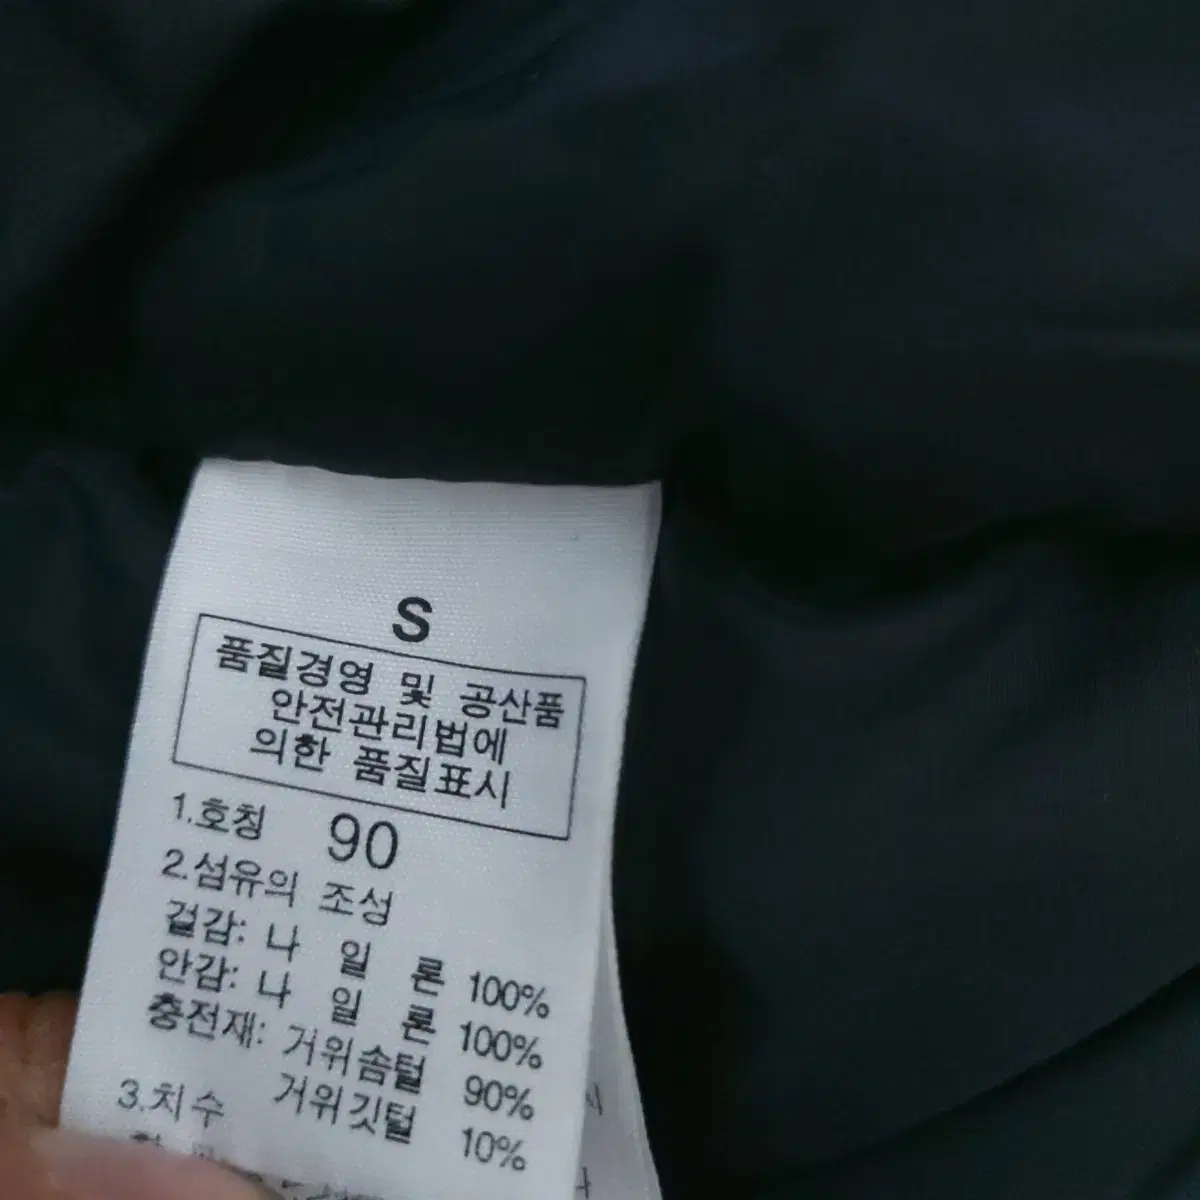 S
품질경영 및 공산품
안전관리법에
의한 품질표시
1.호칭 90
2.섬유의 조성
겉감: 나 일 론 100%
안감: 나 일 론 100%
충전재: 거위솜털 90%
거위깃털 10%
3.치수